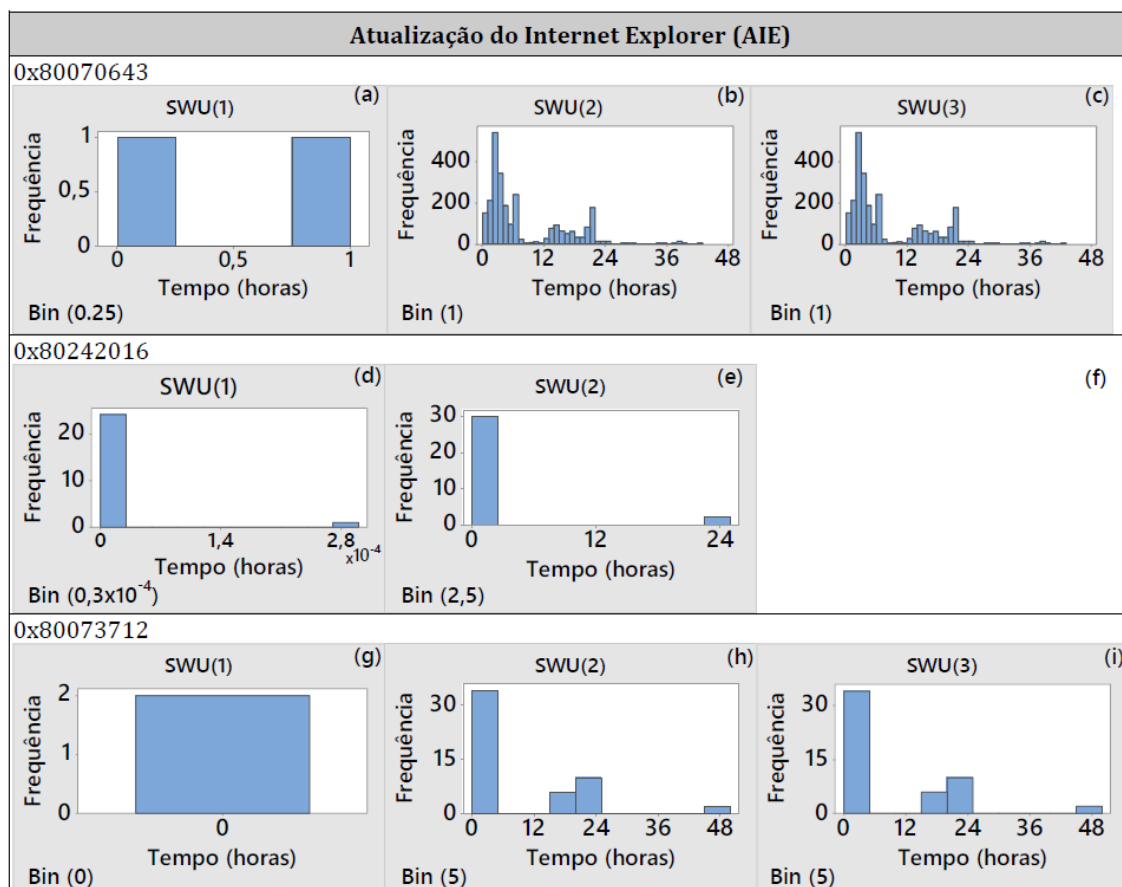 Atualização do Internet Explorer (AIE)
0x80070643
SWU(1) (a)
Frequência
1
0,5
0
0 0,5 1
Tempo (horas)
Bin (0.25)
SWU(2) (b)
Frequência
400
200
0
0 12 24 36 48
Tempo (horas)
Bin (1)
SWU(3) (c)
Frequência
400
200
0
0 12 24 36 48
Tempo (horas)
Bin (1)
0x80242016
SWU(1) (d)
Frequência
20
10
0
0 1,4 2,8
x10⁻⁴
Tempo (horas)
Bin (0,3x10⁻⁴)
SWU(2) (e)
Frequência
30
20
10
0
0 12 24
Tempo (horas)
Bin (2,5)
(f)
0x80073712
SWU(1) (g)
Frequência
2
1
0
0
Tempo (horas)
Bin (0)
SWU(2) (h)
Frequência
30
15
0
0 12 24 36 48
Tempo (horas)
Bin (5)
SWU(3) (i)
Frequência
30
15
0
0 12 24 36 48
Tempo (horas)
Bin (5)